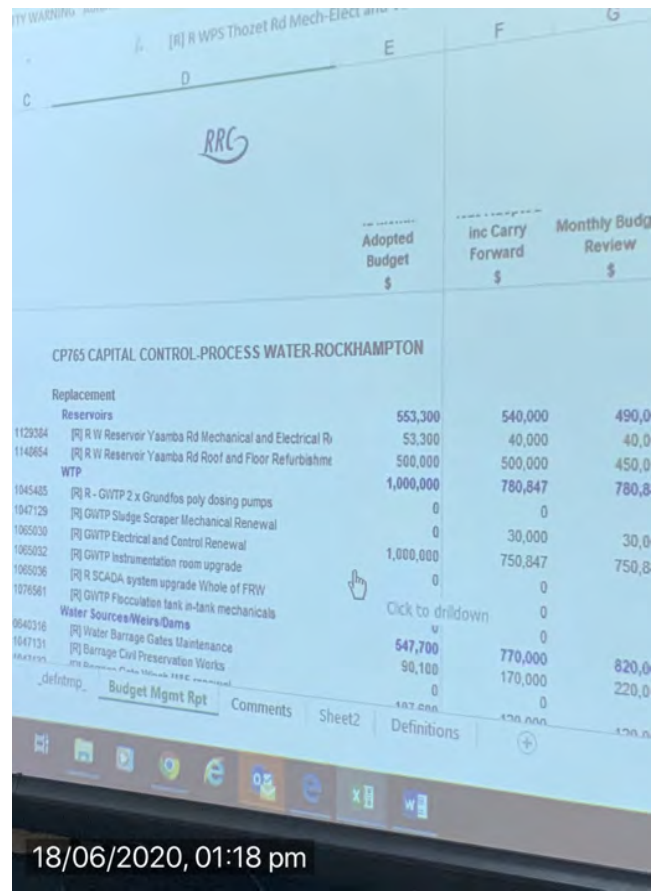 [R] R WPS Thozet Rd Mech-Elect and
C D E F G
RRC
Adopted Budget $
inc Carry Forward $
Monthly Budg Review $
CP765 CAPITAL CONTROL-PROCESS WATER-ROCKHAMPTON
Replacement
Reservoirs 553,300 540,000 490,0
1129384 [R] R W Reservoir Yaamba Rd Mechanical and Electrical R 53,300 40,000 40,0
1148654 [R] R W Reservoir Yaamba Rd Roof and Floor Refurbishme 500,000 500,000 450,0
WTP 1,000,000 780,847 780,8
1045485 [R] R - GWTP 2 x Grundfos poly dosing pumps 0 0
1047129 [R] GWTP Sludge Scraper Mechanical Renewal 0 30,000 30,0
1065030 [R] GWTP Electrical and Control Renewal 1,000,000 750,847 750,8
1065032 [R] GWTP Instrumentation room upgrade 0 0
1065036 [R] R SCADA system upgrade Whole of FRW 0
1076561 [R] GWTP Flocculation tank in-tank mechanicals 0 0
Click to drilldown
Water Sources/Weirs/Dams 547,700 770,000 820,0
0640316 [R] Water Barrage Gates Maintenance 90,100 170,000 220,0
1047131 [R] Barrage Civil Preservation Works 0 0
_defntmp_ Budget Mgmt Rpt Comments Sheet2 Definitions
18/06/2020, 01:18 pm